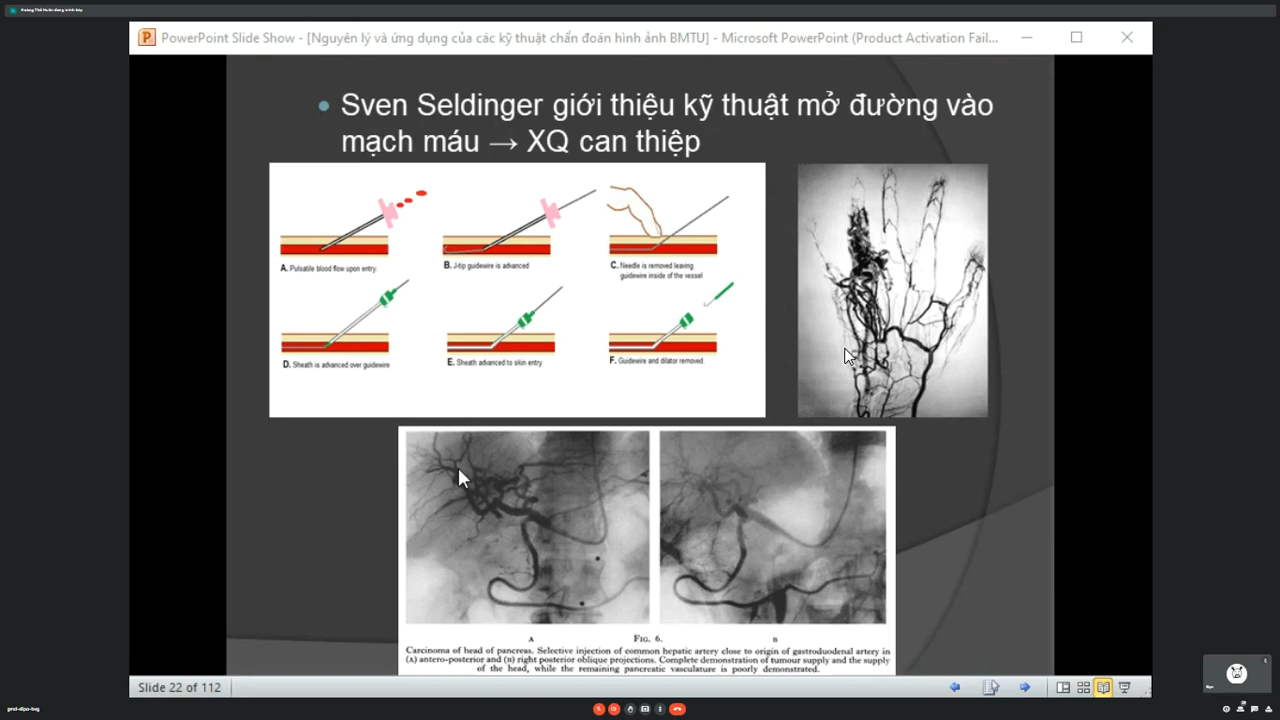 Hoàng Thế Huân đang trình bày
PowerPoint Slide Show - [Nguyên lý và ứng dụng của các kỹ thuật chẩn đoán hình ảnh BMTU] - Microsoft PowerPoint (Product Activation Fail...
Sven Seldinger giới thiệu kỹ thuật mở đường vào
mạch máu → XQ can thiệp
A. Pulsatile blood flow upon entry
B. J-tip guidewire is advanced
C. Needle is removed leaving
guidewire inside of the vessel
D. Sheath is advanced over guidewire
E. Sheath advanced to skin entry
F. Guidewire and dilator removed.
A
FIG. 6.
B
Carcinoma of head of pancreas. Selective injection of common hepatic artery close to origin of gastroduodenal artery in
(A) antero-posterior and (B) right posterior oblique projections. Complete demonstration of tumour supply and the supply
of the head, while the remaining pancreatic vasculature is poorly demonstrated.
Slide 22 of 112